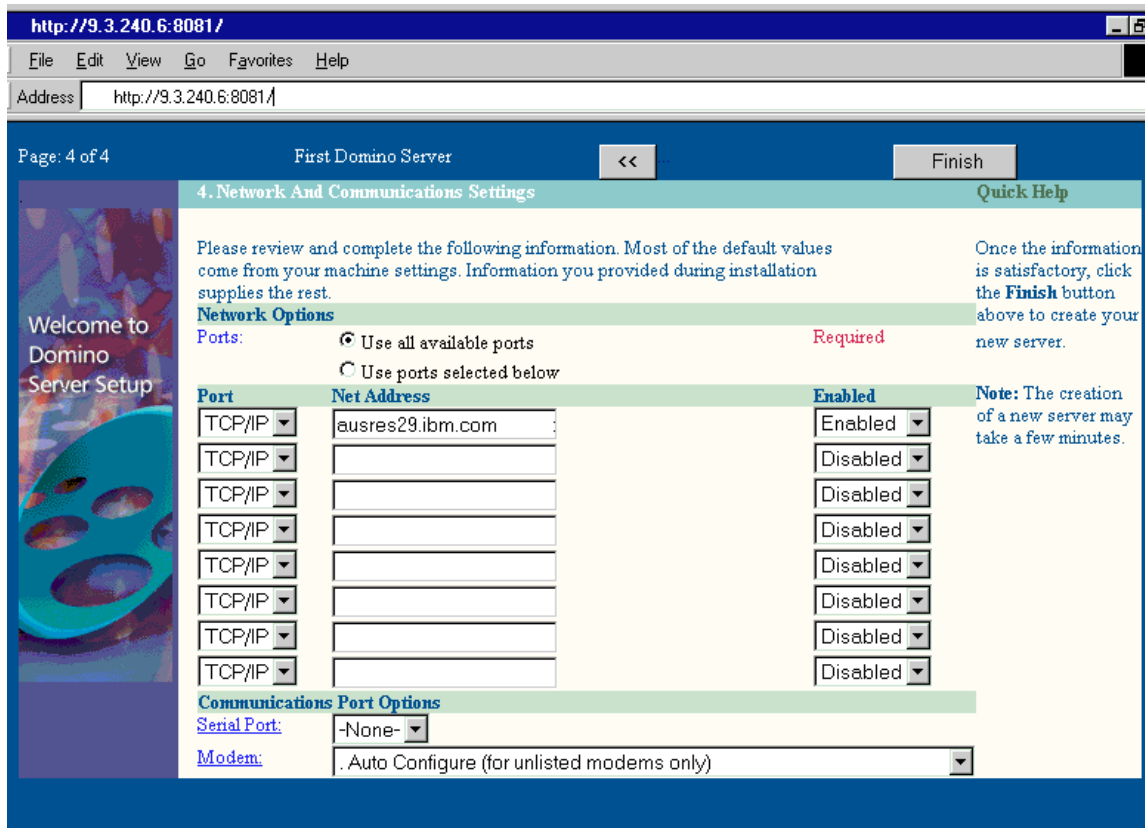 http://9.3.240.6:8081/
File Edit View Go Favorites Help
Address http://9.3.240.6:8081/
Page: 4 of 4 First Domino Server << ... Finish
4. Network And Communications Settings
Quick Help
Welcome to
Domino
Server Setup
Please review and complete the following information. Most of the default values
come from your machine settings. Information you provided during installation
supplies the rest.
Network Options
Ports: Use all available ports Required
Use ports selected below
Port Net Address Enabled
TCP/IP ausres29.ibm.com : Enabled
TCP/IP Disabled
TCP/IP Disabled
TCP/IP Disabled
TCP/IP Disabled
TCP/IP Disabled
TCP/IP Disabled
TCP/IP Disabled
Communications Port Options
Serial Port: -None-
Modem: . Auto Configure (for unlisted modems only)
Once the information
is satisfactory, click
the Finish button
above to create your
new server.
Note: The creation
of a new server may
take a few minutes.